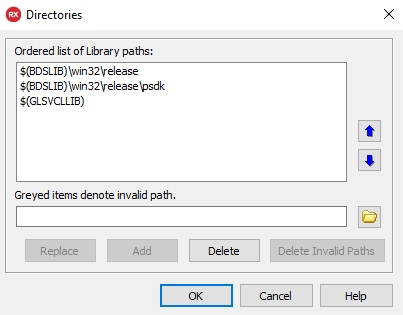 RX Directories
Ordered list of Library paths:
$(BDSLIB)\win32\release
$(BDSLIB)\win32\release\psdk
$(GLSVCLLIB)
Greyed items denote invalid path.
Replace Add Delete Delete Invalid Paths
OK Cancel Help